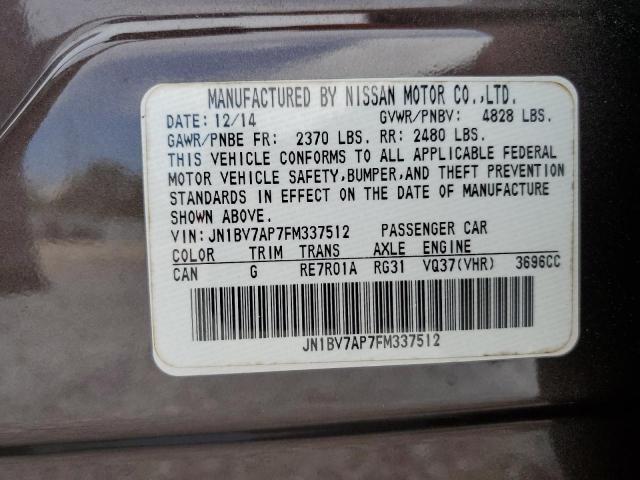 MANUFACTURED BY NISSAN MOTOR CO.,LTD.
DATE: 12/14 GVWR/PNBV: 4828 LBS.
GAWR/PNBE FR: 2370 LBS. RR: 2480 LBS.
THIS VEHICLE CONFORMS TO ALL APPLICABLE FEDERAL
MOTOR VEHICLE SAFETY,BUMPER,AND THEFT PREVENTION
STANDARDS IN EFFECT ON THE DATE OF MANUFACTURE
SHOWN ABOVE.
VIN: JN1BV7AP7FM337512 PASSENGER CAR
COLOR TRIM TRANS AXLE ENGINE
CAN G RE7R01A RG31 VQ37(VHR) 3696CC
JN1BV7AP7FM337512